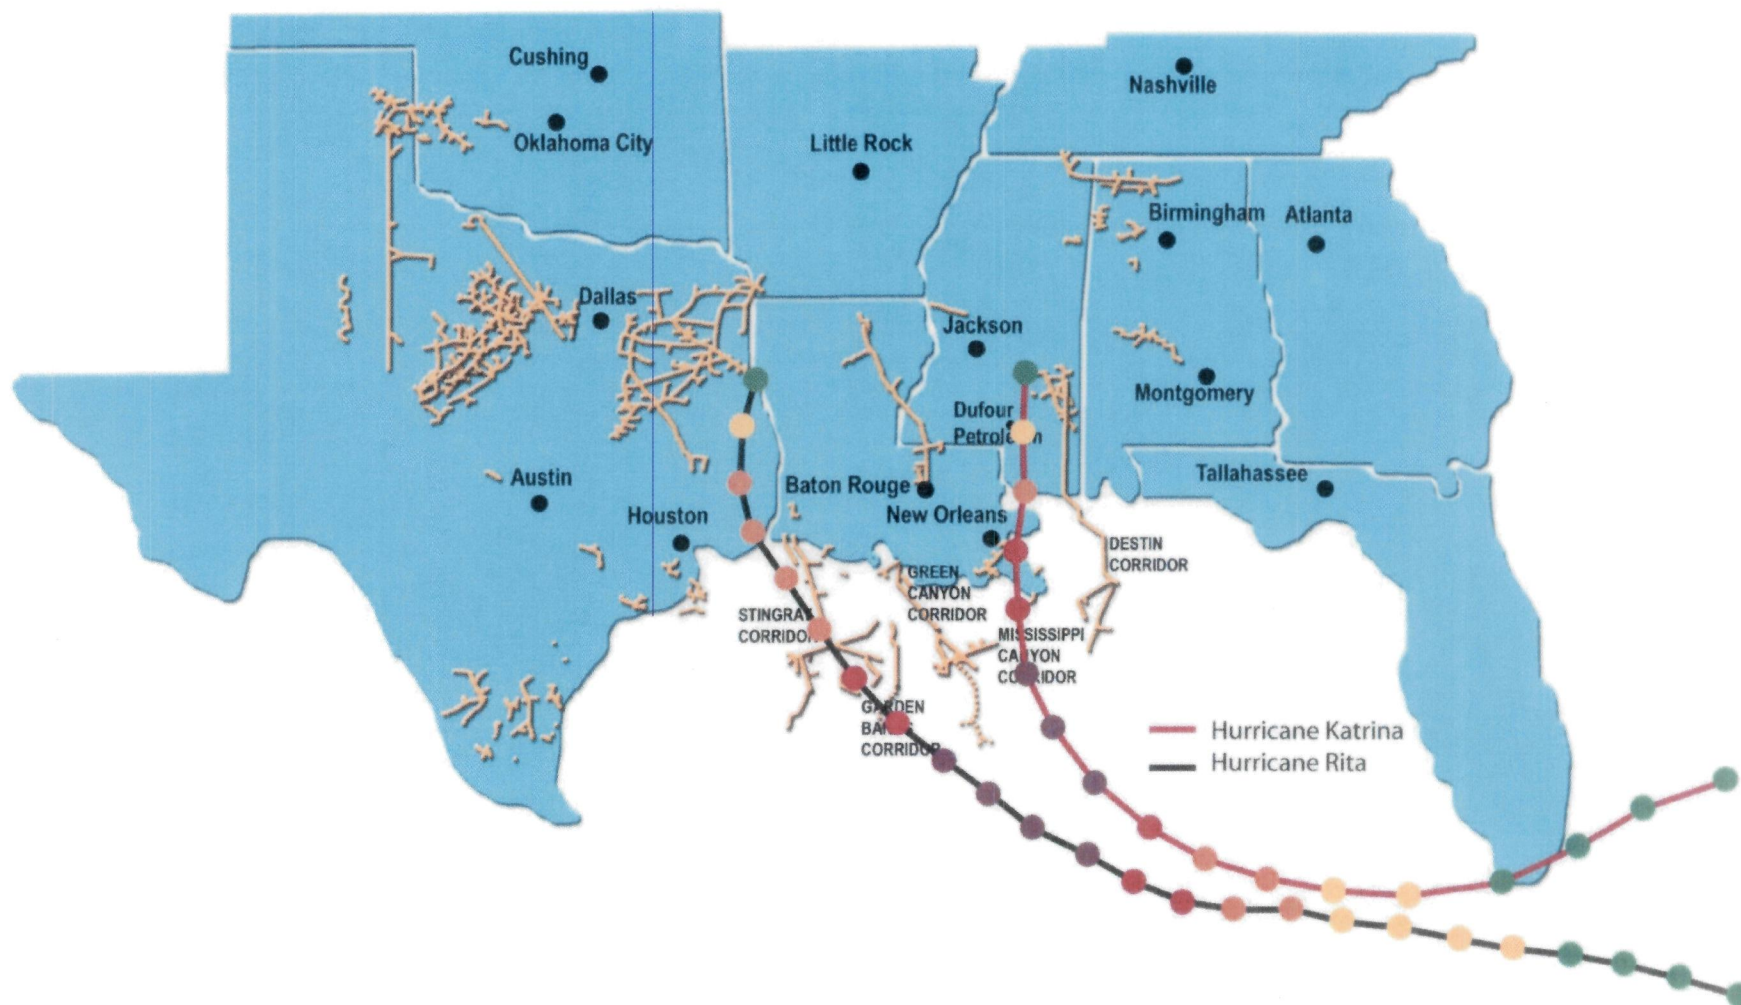 Cushing
Nashville
Oklahoma City
Little Rock
Birmingham
Atlanta
Dallas
Jackson
Montgomery
Dufour
Petroleum
Austin
Baton Rouge
Tallahassee
Houston
New Orleans
DESTIN
CORRIDOR
GREEN
CANYON
CORRIDOR
STINGRAY
CORRIDOR
MISSISSIPPI
CANYON
CORRIDOR
GARDEN
BANKS
CORRIDOR
Hurricane Katrina
Hurricane Rita